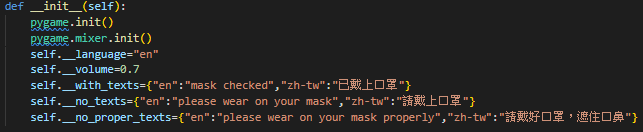 def __init__(self):
pygame.init()
pygame.mixer.init()
self.__language="en"
self.__volume=0.7
self.__with_texts={"en":"mask checked","zh-tw":"已戴上口罩"}
self.__no_texts={"en":"please wear on your mask","zh-tw":"請戴上口罩"}
self.__no_proper_texts={"en":"please wear on your mask properly","zh-tw":"請戴好口罩，遮住口鼻"}